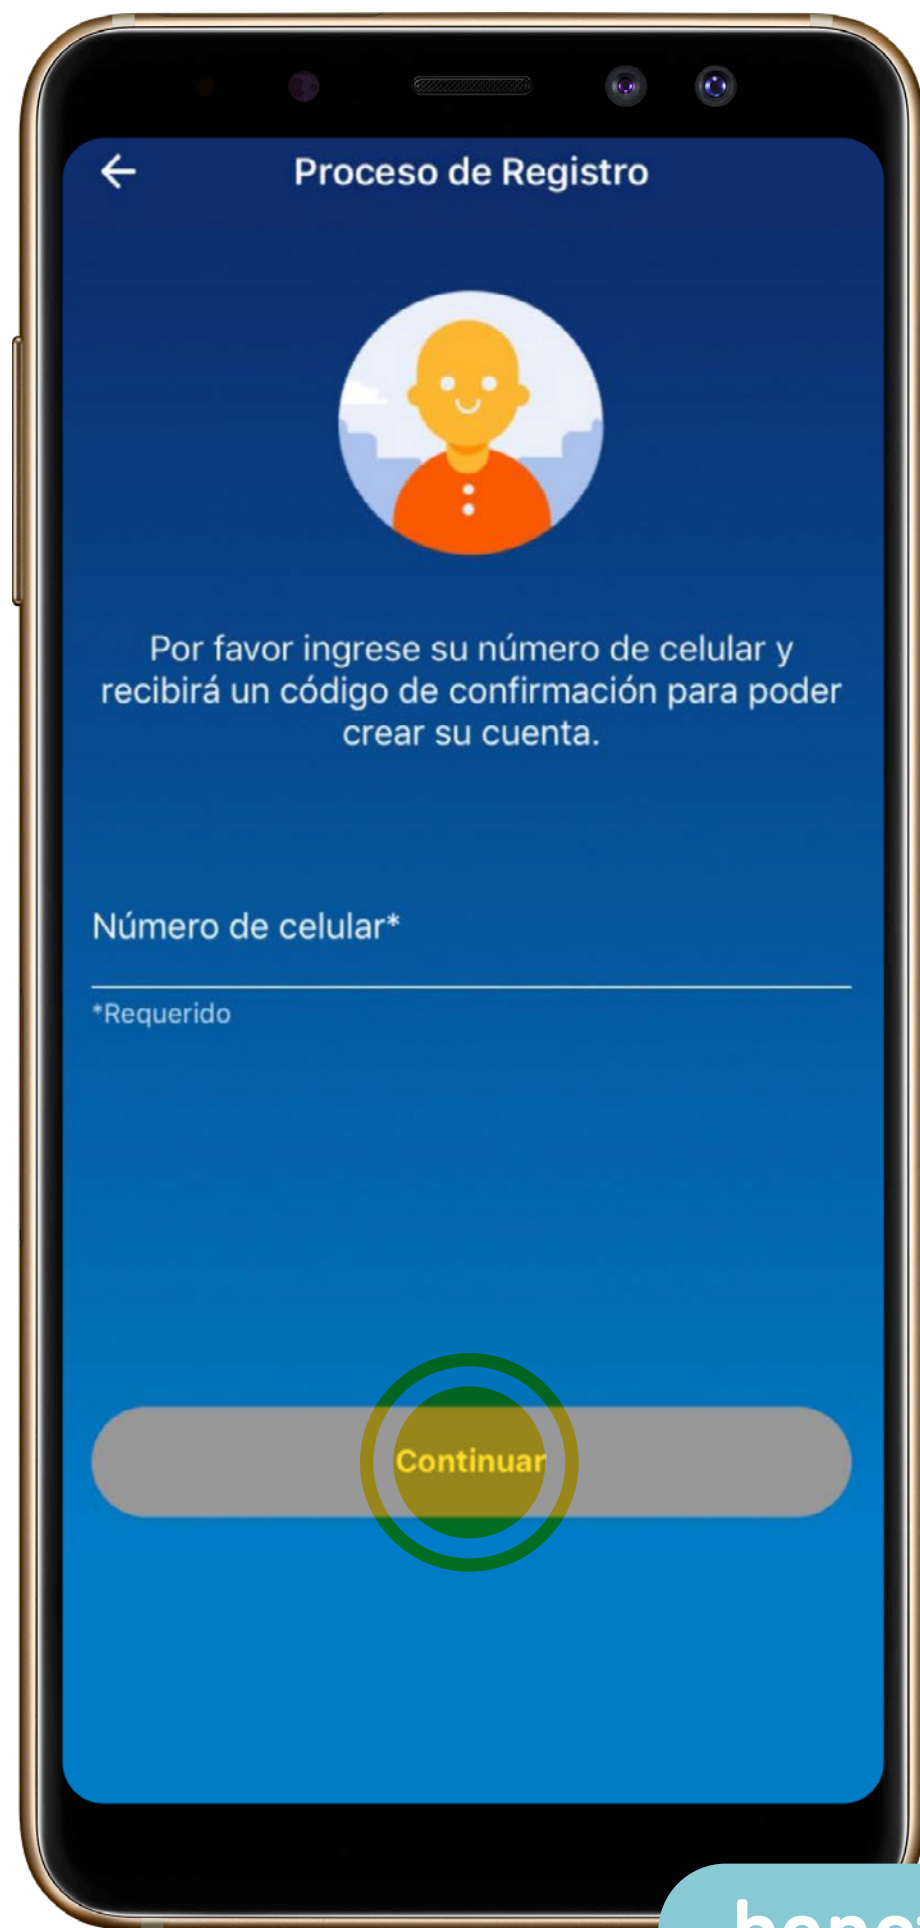 Proceso de Registro
Por favor ingrese su número de celular y
recibirá un código de confirmación para poder
crear su cuenta.
Número de celular*
*Requerido
Continuar